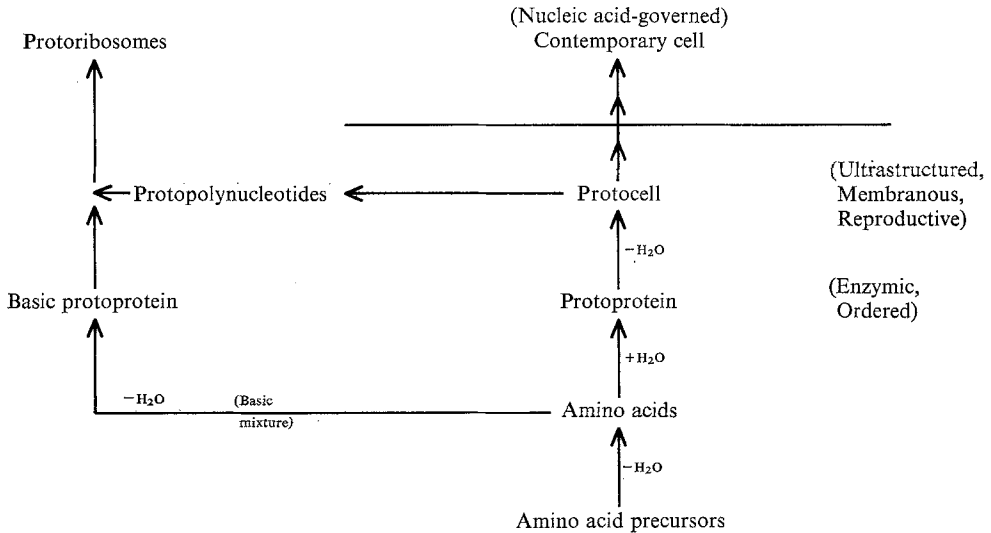 (Nucleic acid-governed)
Protoribosomes
Contemporary cell
Protopolynucleotides
Protocell
(Ultrastructured,
Membranous,
Reproductive)
−H₂O
Basic protoprotein
Protoprotein
(Enzymic,
Ordered)
+H₂O
−H₂O
(Basic
mixture)
Amino acids
−H₂O
Amino acid precursors